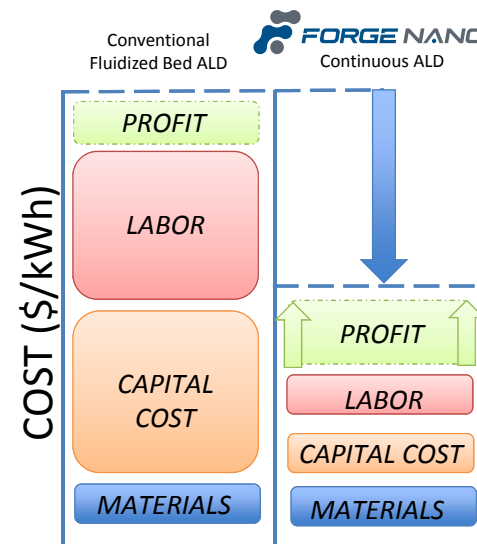 Conventional
Fluidized Bed ALD
FORGE NANO
Continuous ALD
COST ($/kWh)
PROFIT
LABOR
CAPITAL
COST
MATERIALS
PROFIT
LABOR
CAPITAL COST
MATERIALS